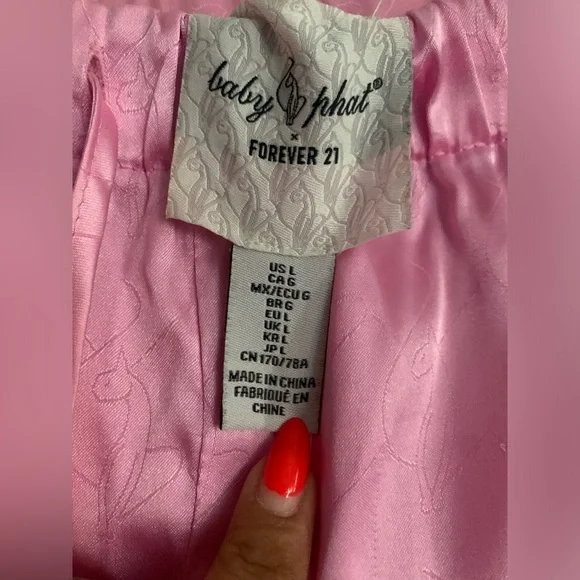 baby phat®
×
FOREVER 21
US L
CA G
MX/ECU G
BR G
EU L
UK L
KR L
JP L
CN 170/78A
MADE IN CHINA
FABRIQUÉ EN
CHINE